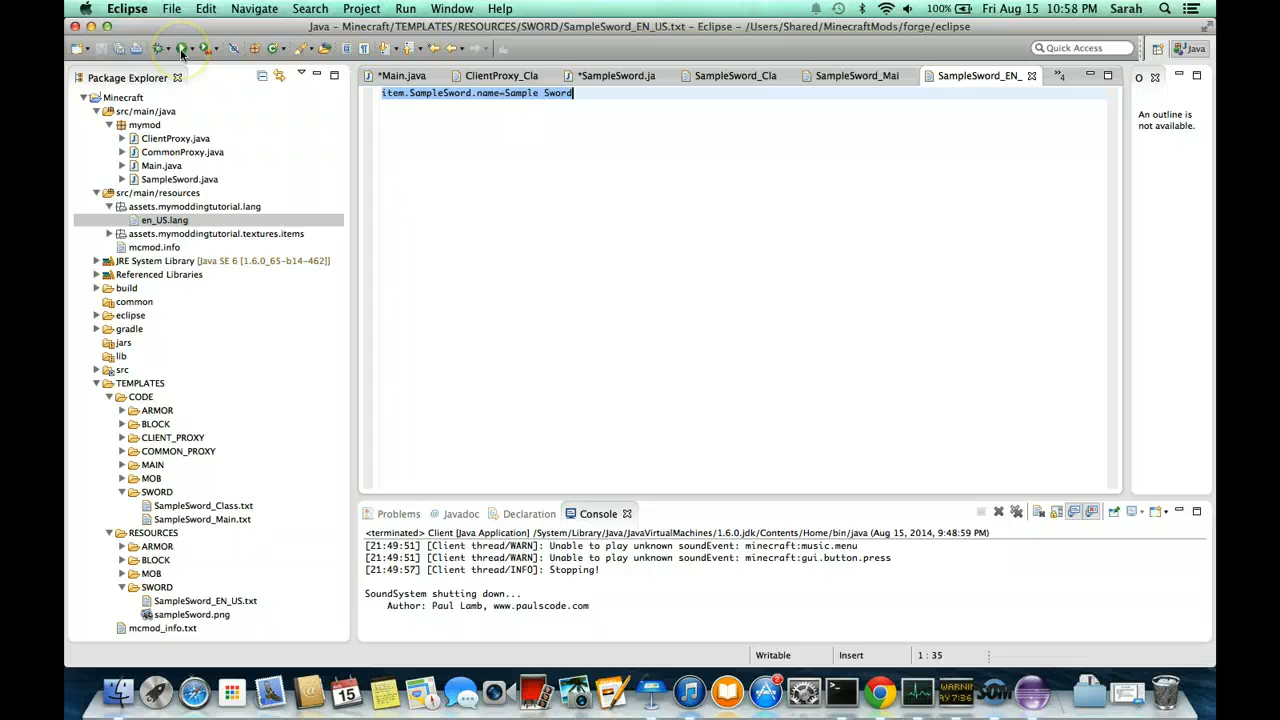 Eclipse File Edit Navigate Search Project Run Window Help 100% Fri Aug 15 10:58 PM Sarah
Java - Minecraft/TEMPLATES/RESOURCES/SWORD/SampleSword_EN_US.txt - Eclipse - /Users/Shared/MinecraftMods/forge/eclipse
Quick Access
Java
Package Explorer
*Main.java ClientProxy_Cla *SampleSword.ja SampleSword_Cla SampleSword_Mai SampleSword_EN_ »4
item.SampleSword.name=Sample Sword
O
An outline is
not available.
Minecraft
src/main/java
mymod
ClientProxy.java
CommonProxy.java
Main.java
SampleSword.java
src/main/resources
assets.mymoddingtutorial.lang
en_US.lang
assets.mymoddingtutorial.textures.items
mcmod.info
JRE System Library [Java SE 6 [1.6.0_65-b14-462]]
Referenced Libraries
build
common
eclipse
gradle
jars
lib
src
TEMPLATES
CODE
ARMOR
BLOCK
CLIENT_PROXY
COMMON_PROXY
MAIN
MOB
SWORD
SampleSword_Class.txt
SampleSword_Main.txt
RESOURCES
ARMOR
BLOCK
MOB
SWORD
SampleSword_EN_US.txt
sampleSword.png
mcmod_info.txt
Problems Javadoc Declaration Console
<terminated> Client [Java Application] /System/Library/Java/JavaVirtualMachines/1.6.0.jdk/Contents/Home/bin/java (Aug 15, 2014, 9:48:59 PM)
[21:49:51] [Client thread/WARN]: Unable to play unknown soundEvent: minecraft:music.menu
[21:49:51] [Client thread/WARN]: Unable to play unknown soundEvent: minecraft:gui.button.press
[21:49:57] [Client thread/INFO]: Stopping!
SoundSystem shutting down...
Author: Paul Lamb, www.paulscode.com
Writable Insert 1 : 35
15
2